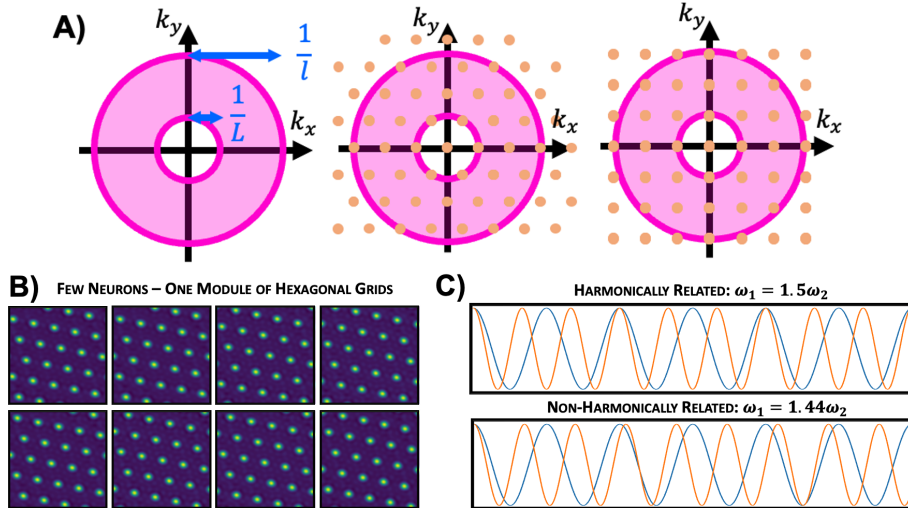 A)
k_y
1/l
1/L
k_x
k_y
k_x
k_y
k_x
B)
FEW NEURONS – ONE MODULE OF HEXAGONAL GRIDS
C)
HARMONICALLY RELATED: ω₁ = 1.5ω₂
NON-HARMONICALLY RELATED: ω₁ = 1.44ω₂